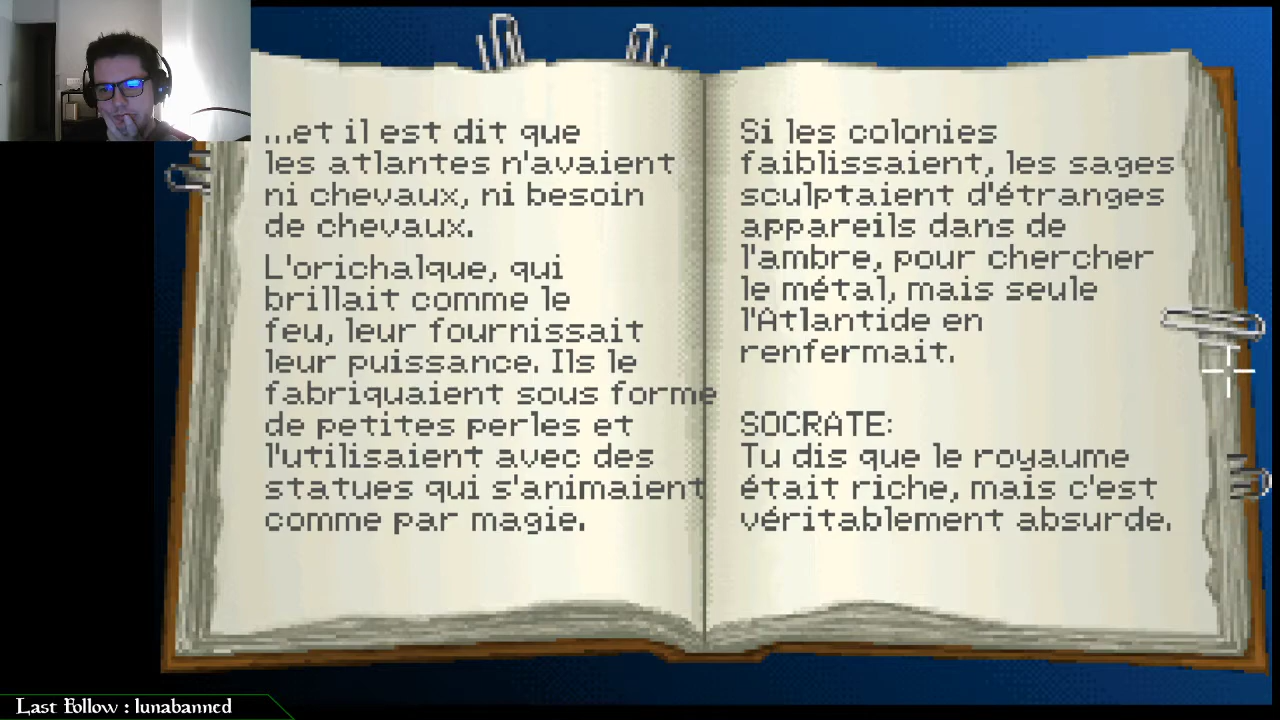 ...et il est dit que
les atlantes n'avaient
ni chevaux, ni besoin
de chevaux.
L'orichalque, qui
brillait comme le
feu, leur fournissait
leur puissance. Ils le
fabriquaient sous forme
de petites perles et
l'utilisaient avec des
statues qui s'animaient
comme par magie.
Si les colonies
faiblissaient, les sages
sculptaient d'étranges
appareils dans de
l'ambre, pour chercher
le métal, mais seule
l'Atlantide en
renfermait.
SOCRATE:
Tu dis que le royaume
était riche, mais c'est
véritablement absurde.
Last Follow : lunabanned